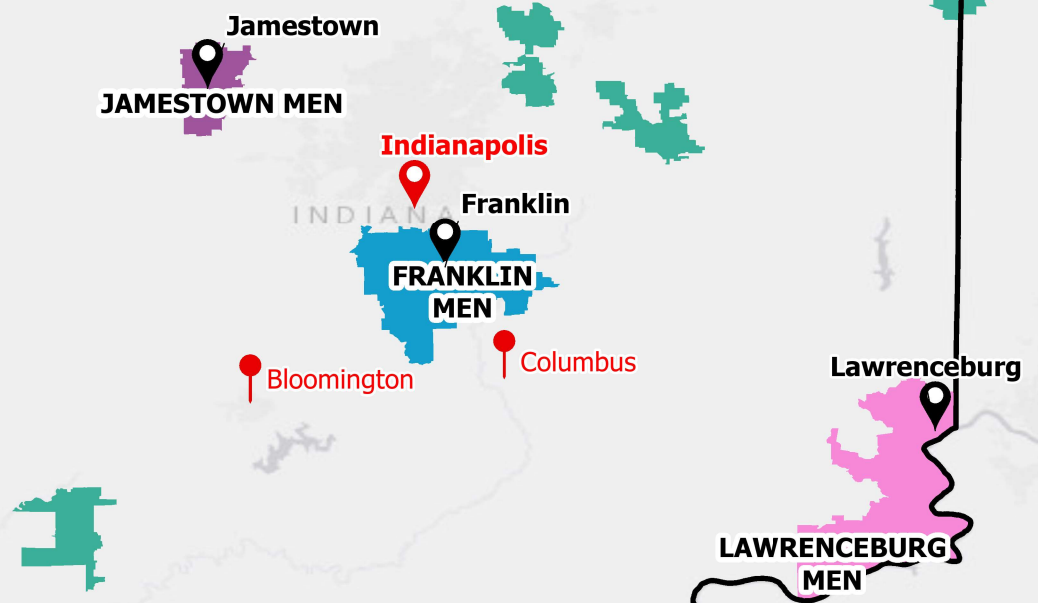 Jamestown
JAMESTOWN MEN
Indianapolis
INDIANA
Franklin
FRANKLIN
MEN
Columbus
Bloomington
Lawrenceburg
LAWRENCEBURG
MEN